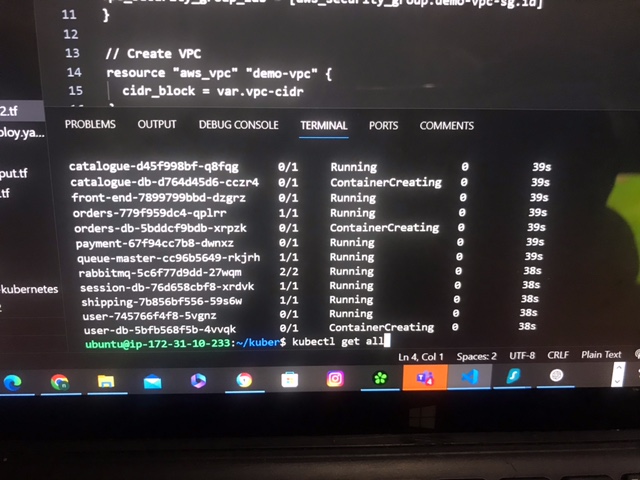 11 }
12
13 // Create VPC
14 resource "aws_vpc" "demo-vpc" {
15 cidr_block = var.vpc-cidr
2.tf
ploy.ya...
put.tf
.tf
-kubernetes
PROBLEMS OUTPUT DEBUG CONSOLE TERMINAL PORTS COMMENTS
catalogue-d45f998bf-q8fqg 0/1 Running 0 39s
catalogue-db-d764d45d6-cczr4 0/1 ContainerCreating 0 39s
front-end-7899799bbd-dzgrz 0/1 Running 0 39s
orders-779f959dc4-qplrr 1/1 Running 0 39s
orders-db-5bddcf9bdb-xrpzk 0/1 ContainerCreating 0 39s
payment-67f94cc7b8-dwnxz 0/1 Running 0 39s
queue-master-cc96b5649-rkjrh 1/1 Running 0 39s
rabbitmq-5c6f77d9dd-27wqm 2/2 Running 0 38s
session-db-76d658cbf8-xrdvk 1/1 Running 0 38s
shipping-7b856bf556-59s6w 1/1 Running 0 38s
user-745766f4f8-5vgnz 0/1 Running 0 38s
user-db-5bfb568f5b-4vvqk 0/1 ContainerCreating 0 38s
ubuntu@ip-172-31-10-233:~/kuber$ kubectl get all
Ln 4, Col 1 Spaces: 2 UTF-8 CRLF Plain Text